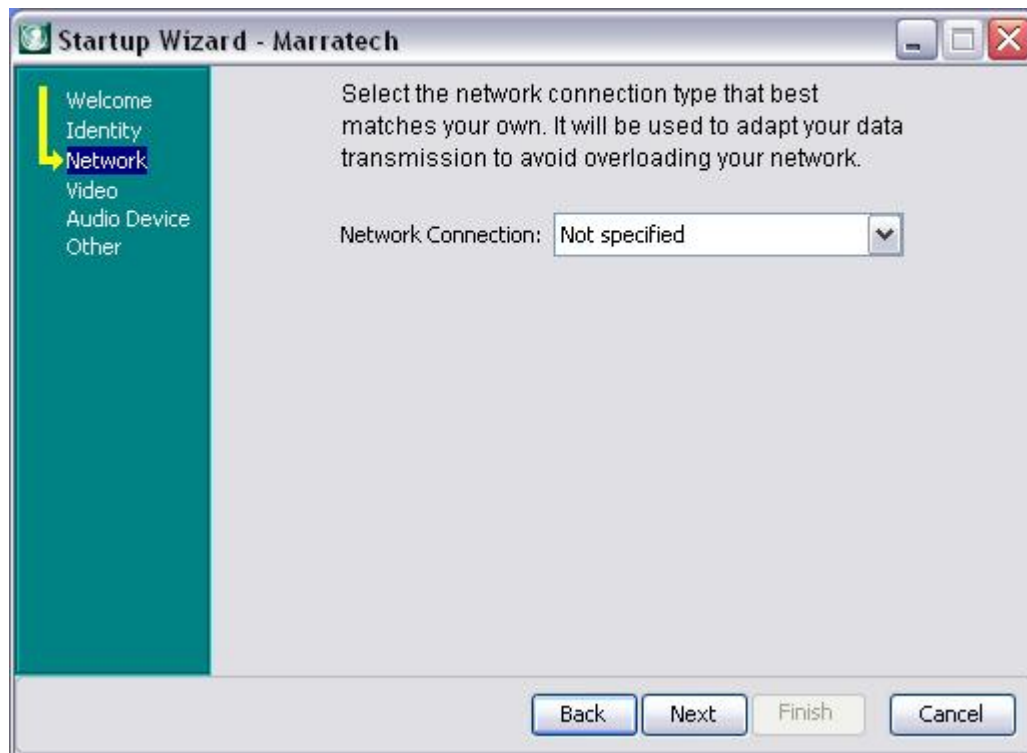 Startup Wizard - Marratech
Welcome
Identity
Network
Video
Audio Device
Other
Select the network connection type that best
matches your own. It will be used to adapt your data
transmission to avoid overloading your network.
Network Connection: Not specified
Back Next Finish Cancel